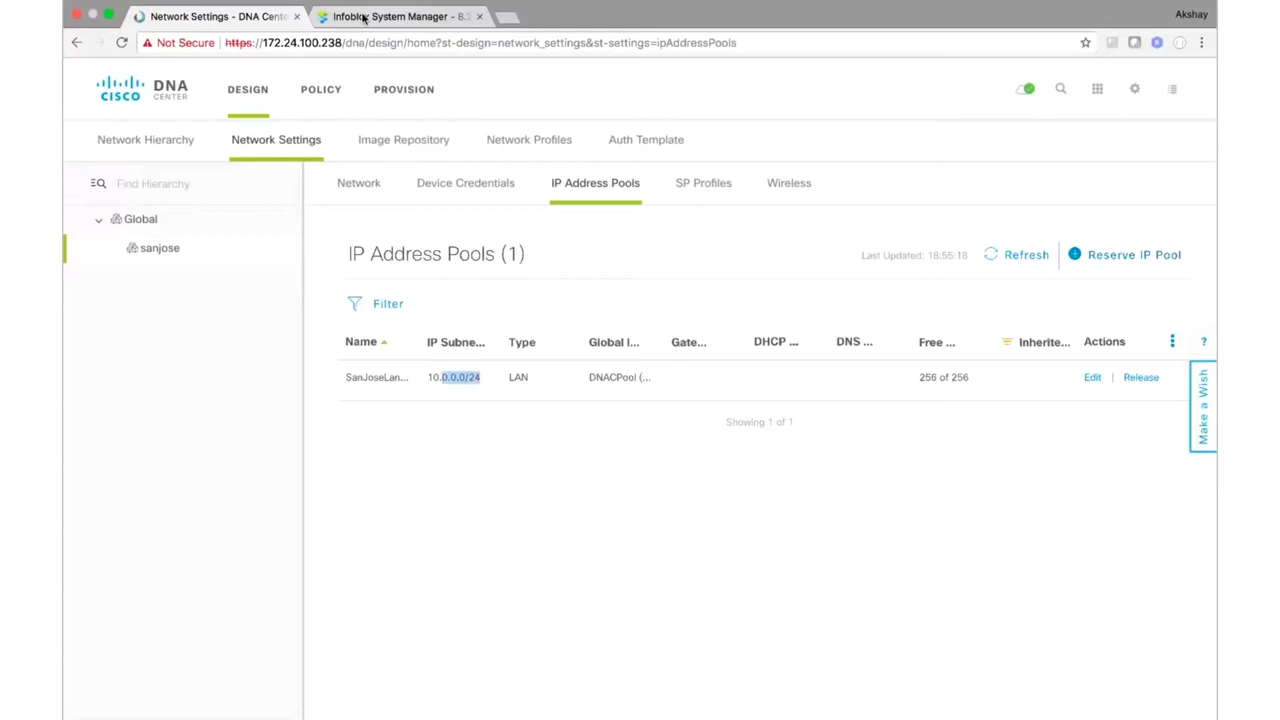 Network Settings - DNA Cente
Infoblox System Manager - 8.
Akshay
Not Secure https://172.24.100.238/dna/design/home?st-design=network_settings&st-settings=ipAddressPools
CISCO DNA CENTER
DESIGN POLICY PROVISION
Network Hierarchy Network Settings Image Repository Network Profiles Auth Template
Find Hierarchy
Global
sanjose
Network Device Credentials IP Address Pools SP Profiles Wireless
IP Address Pools (1)
Last Updated: 18:55:18 Refresh Reserve IP Pool
Filter
Name IP Subne... Type Global I... Gate... DHCP ... DNS ... Free ... Inherite... Actions ?
SanJoseLan... 10.0.0.0/24 LAN DNACPool (... 256 of 256 Edit | Release
Showing 1 of 1
Make a Wish